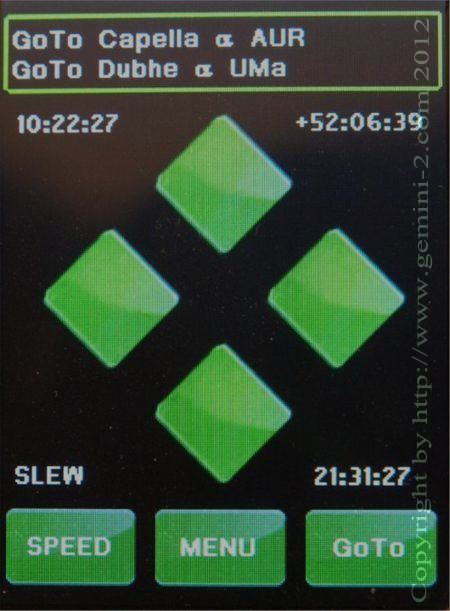 GoTo Capella α AUR
GoTo Dubhe α UMa
10:22:27
+52:06:39
SLEW
21:31:27
SPEED
MENU
GoTo
Copyright by http://www.gemini-2.com 2012